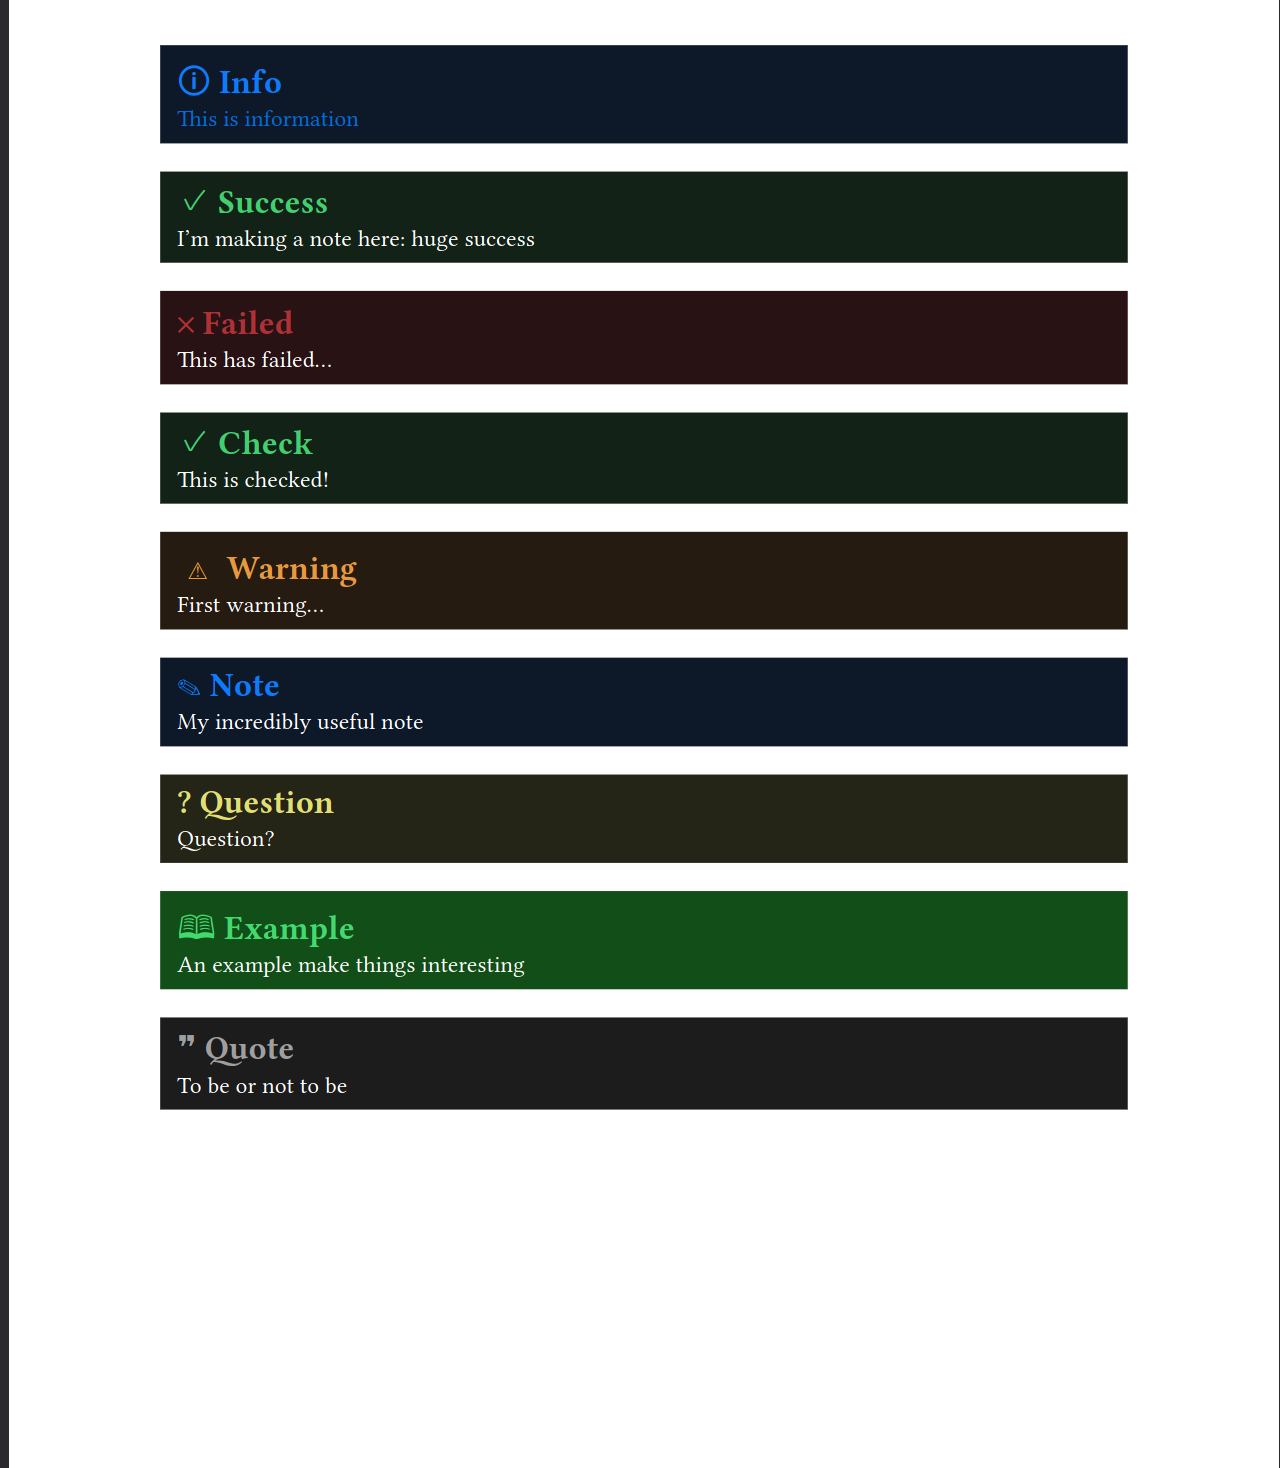 ⓘ Info
This is information
✓ Success
I’m making a note here: huge success
× Failed
This has failed…
✓ Check
This is checked!
⚠ Warning
First warning…
✎ Note
My incredibly useful note
? Question
Question?
🕮 Example
An example make things interesting
❞ Quote
To be or not to be